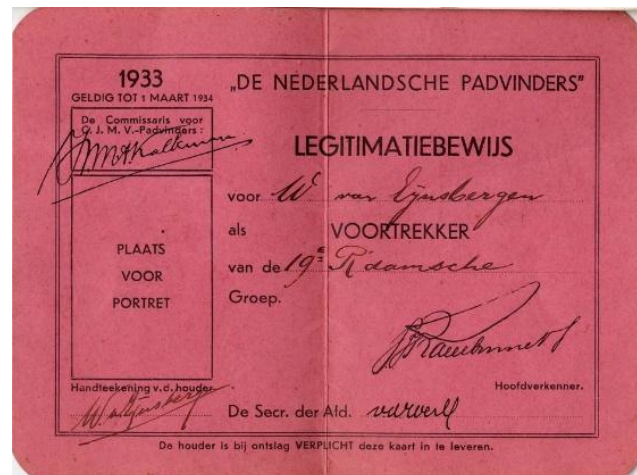 1933
GELDIG TOT 1 MAART 1934
De Commissaris voor
C. J. M. V.-Padvinders :
PLAATS
VOOR
PORTRET
Handteekening v.d. houder
„DE NEDERLANDSCHE PADVINDERS"
LEGITIMATIEBEWIJS
voor W. van Eijnsbergen
als VOORTREKKER
van de 19e R'damsche
Groep.
Hoofdverkenner.
De Secr. der Afd.
De houder is bij ontslag VERPLICHT deze kaart in te leveren.